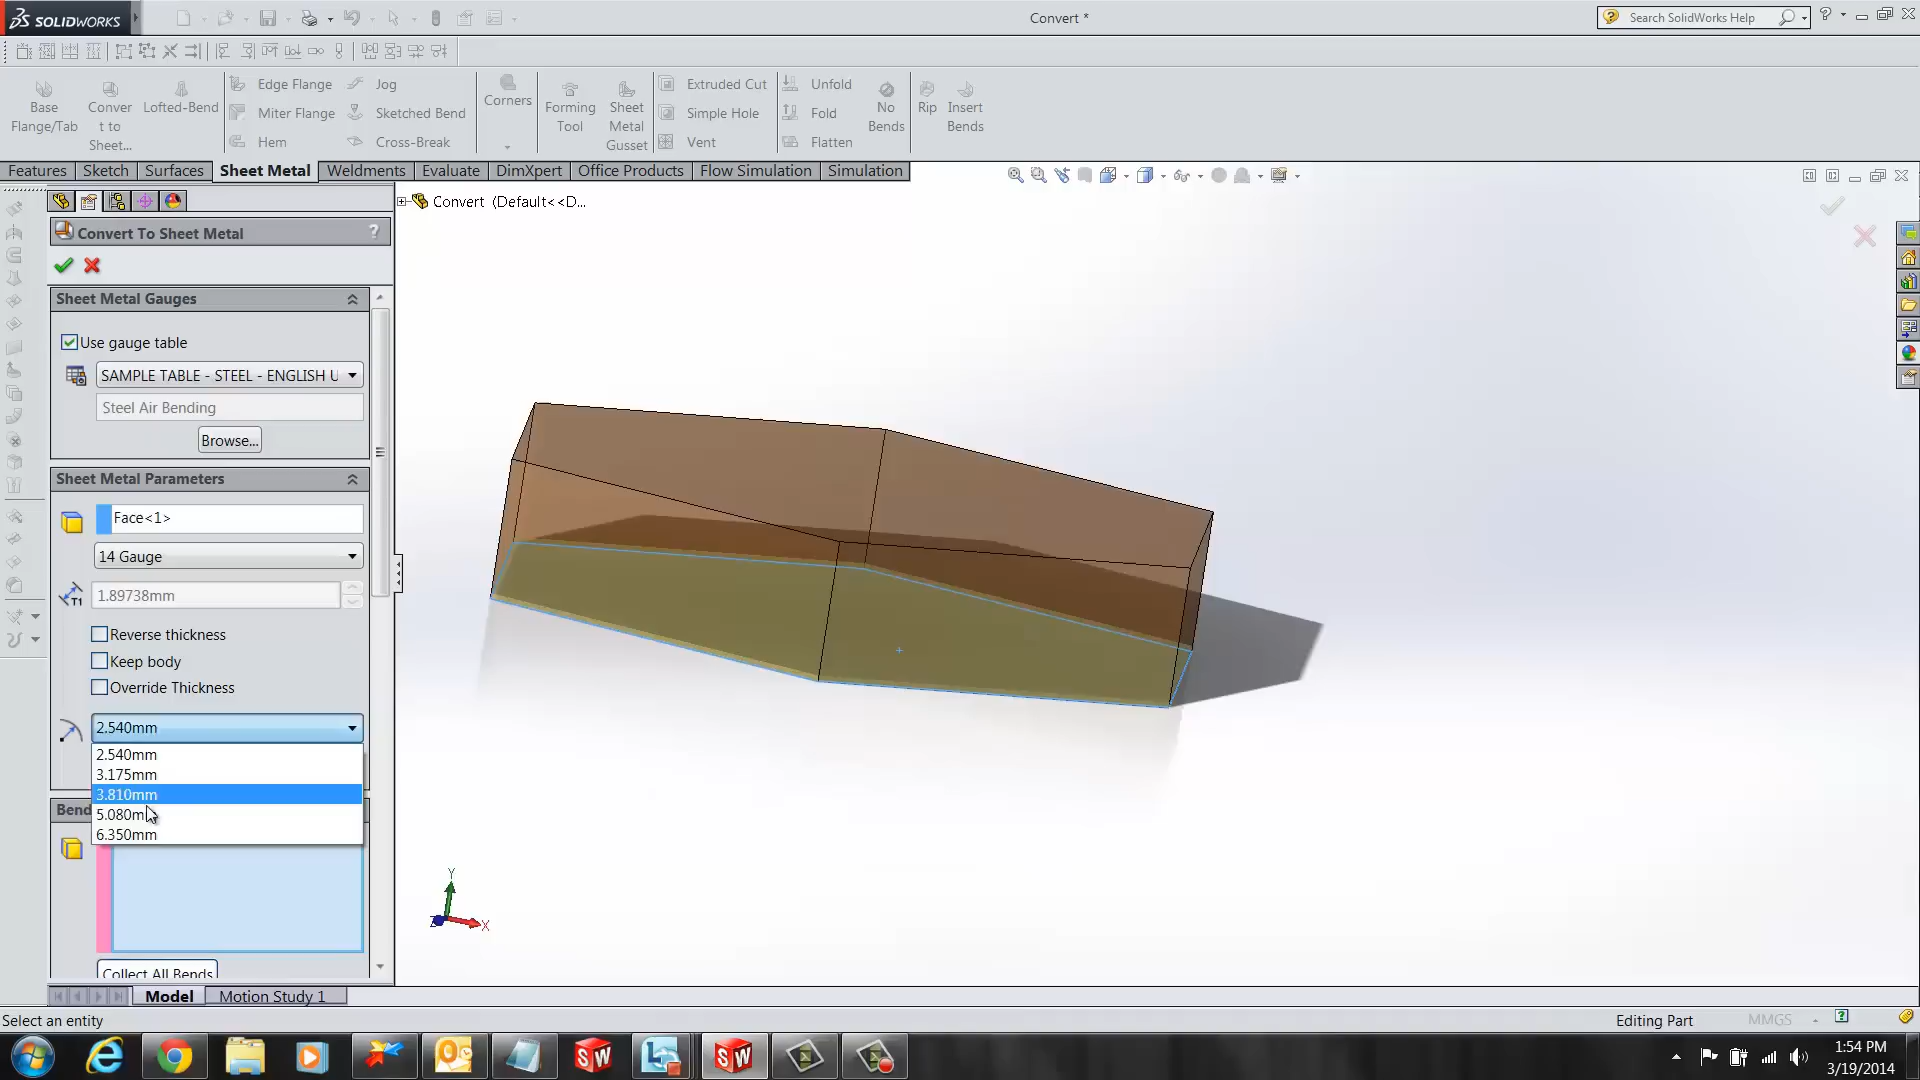 SOLIDWORKS
Convert *
Search SolidWorks Help
Base Flange/Tab
Conver t to Sheet...
Lofted-Bend
Edge Flange
Miter Flange
Hem
Jog
Sketched Bend
Cross-Break
Corners
Forming Tool
Sheet Metal Gusset
Extruded Cut
Simple Hole
Vent
Unfold
Fold
Flatten
No Bends
Rip
Insert Bends
Features Sketch Surfaces Sheet Metal Weldments Evaluate DimXpert Office Products Flow Simulation Simulation
Convert (Default<<D...
Convert To Sheet Metal ?
Sheet Metal Gauges
Use gauge table
SAMPLE TABLE - STEEL - ENGLISH U
Steel Air Bending
Browse...
Sheet Metal Parameters
Face<1>
14 Gauge
T1
1.89738mm
Reverse thickness
Keep body
Override Thickness
2.540mm
2.540mm
3.175mm
3.810mm
5.080m
6.350mm
Bend
Collect All Bends
Y
X
Z
Model Motion Study 1
Select an entity
Editing Part
MMGS
1:54 PM
3/19/2014